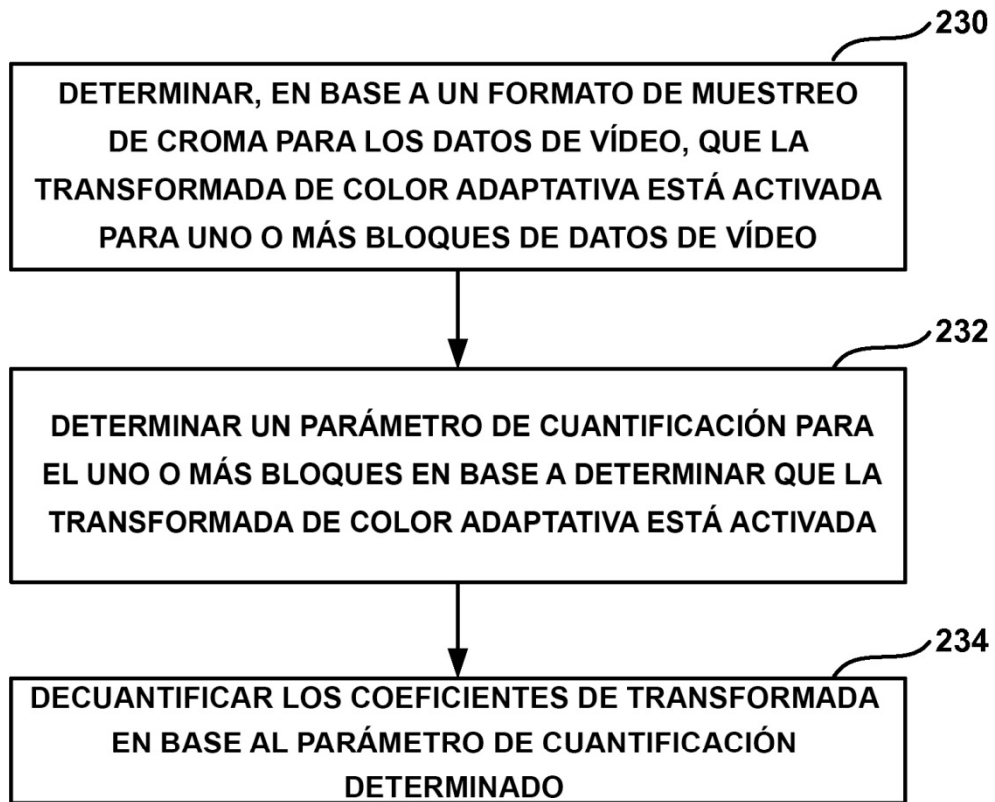 230
DETERMINAR, EN BASE A UN FORMATO DE MUESTREO
DE CROMA PARA LOS DATOS DE VÍDEO, QUE LA
TRANSFORMADA DE COLOR ADAPTATIVA ESTÁ ACTIVADA
PARA UNO O MÁS BLOQUES DE DATOS DE VÍDEO
232
DETERMINAR UN PARÁMETRO DE CUANTIFICACIÓN PARA
EL UNO O MÁS BLOQUES EN BASE A DETERMINAR QUE LA
TRANSFORMADA DE COLOR ADAPTATIVA ESTÁ ACTIVADA
234
DECUANTIFICAR LOS COEFICIENTES DE TRANSFORMADA
EN BASE AL PARÁMETRO DE CUANTIFICACIÓN
DETERMINADO